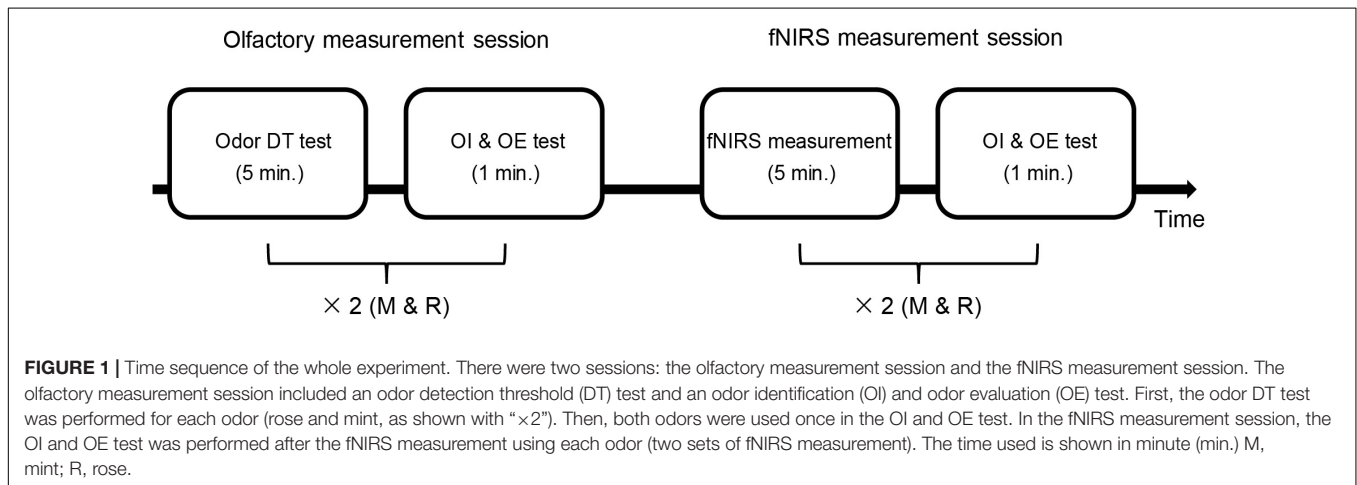 Olfactory measurement session
fNIRS measurement session
Odor DT test
(5 min.)
OI & OE test
(1 min.)
fNIRS measurement
(5 min.)
OI & OE test
(1 min.)
Time
× 2 (M & R)
× 2 (M & R)
FIGURE 1 | Time sequence of the whole experiment. There were two sessions: the olfactory measurement session and the fNIRS measurement session. The
olfactory measurement session included an odor detection threshold (DT) test and an odor identification (OI) and odor evaluation (OE) test. First, the odor DT test
was performed for each odor (rose and mint, as shown with “×2”). Then, both odors were used once in the OI and OE test. In the fNIRS measurement session, the
OI and OE test was performed after the fNIRS measurement using each odor (two sets of fNIRS measurement). The time used is shown in minute (min.) M,
mint; R, rose.